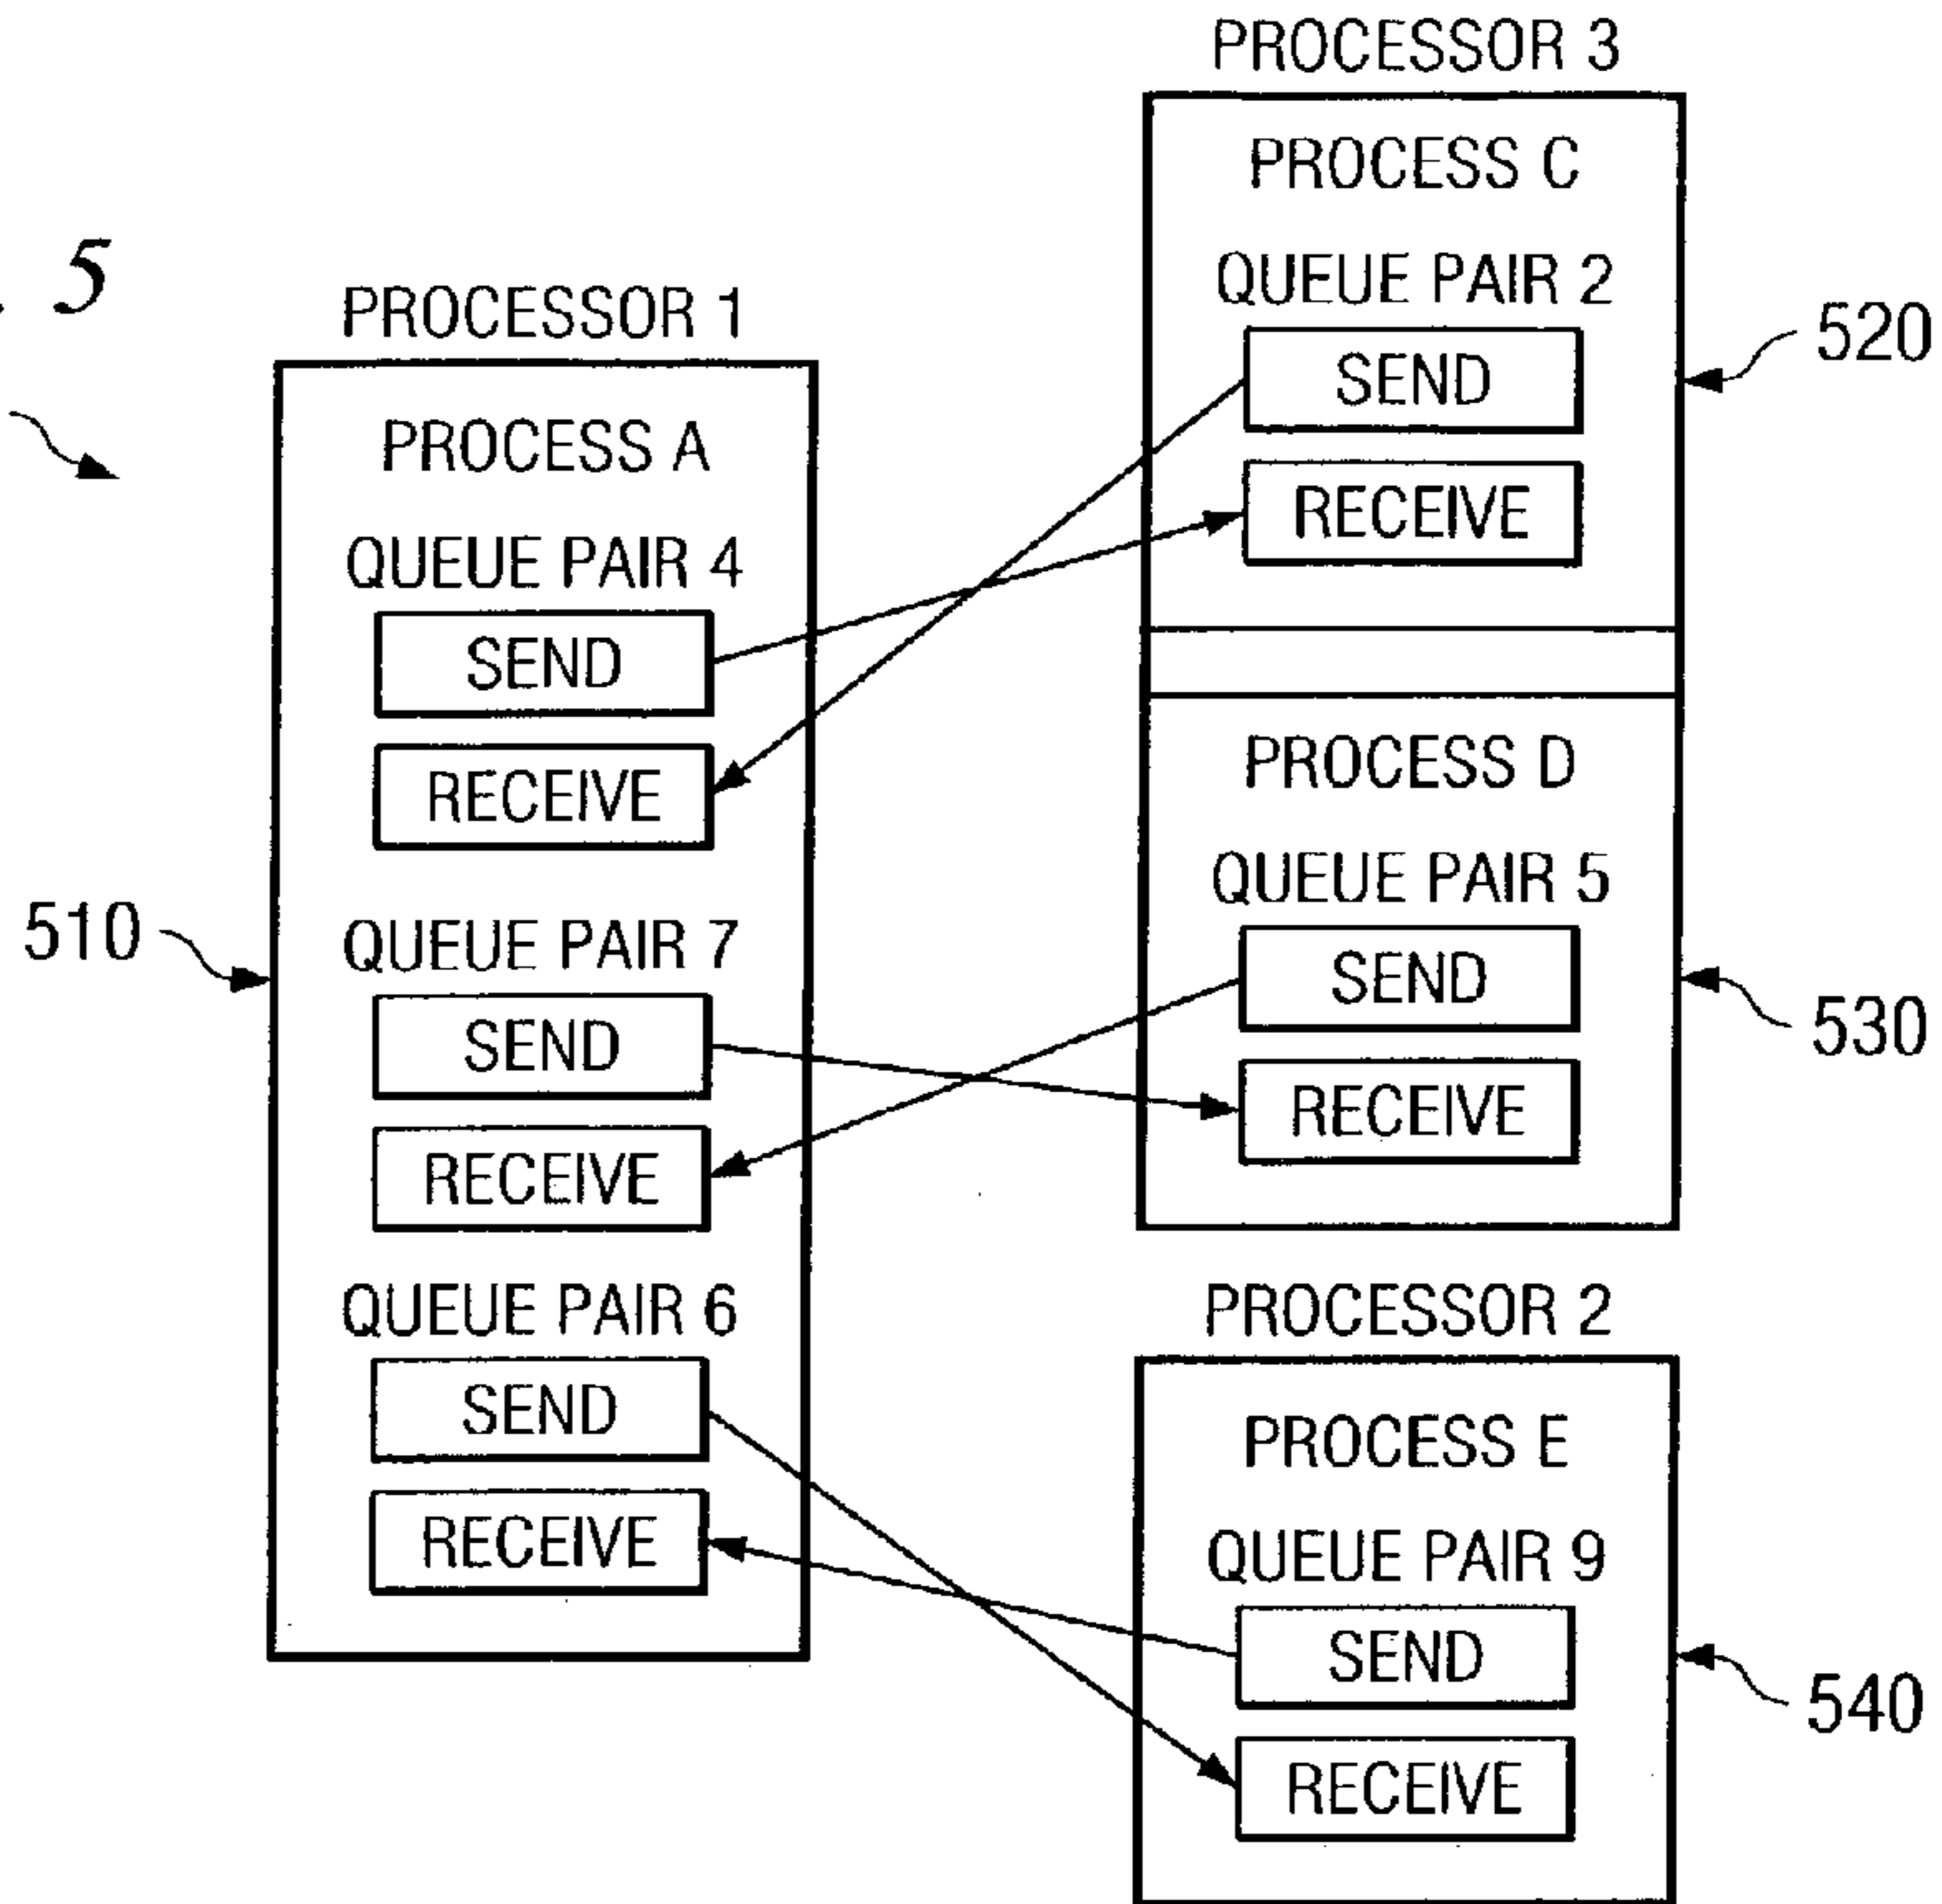 5
PROCESSOR 1
PROCESS A
QUEUE PAIR 4
SEND
RECEIVE
510
QUEUE PAIR 7
SEND
RECEIVE
QUEUE PAIR 6
SEND
RECEIVE
PROCESSOR 3
PROCESS C
QUEUE PAIR 2
SEND
RECEIVE
520
PROCESS D
QUEUE PAIR 5
SEND
RECEIVE
530
PROCESSOR 2
PROCESS E
QUEUE PAIR 9
SEND
RECEIVE
540